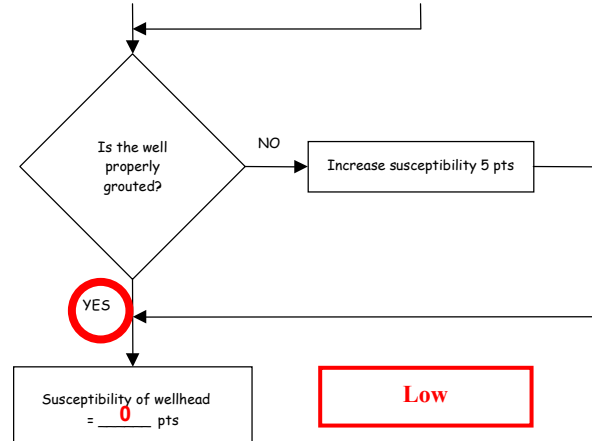 Is the well
properly
grouted?
NO
Increase susceptibility 5 pts
YES
Susceptibility of wellhead
= 0 pts
Low